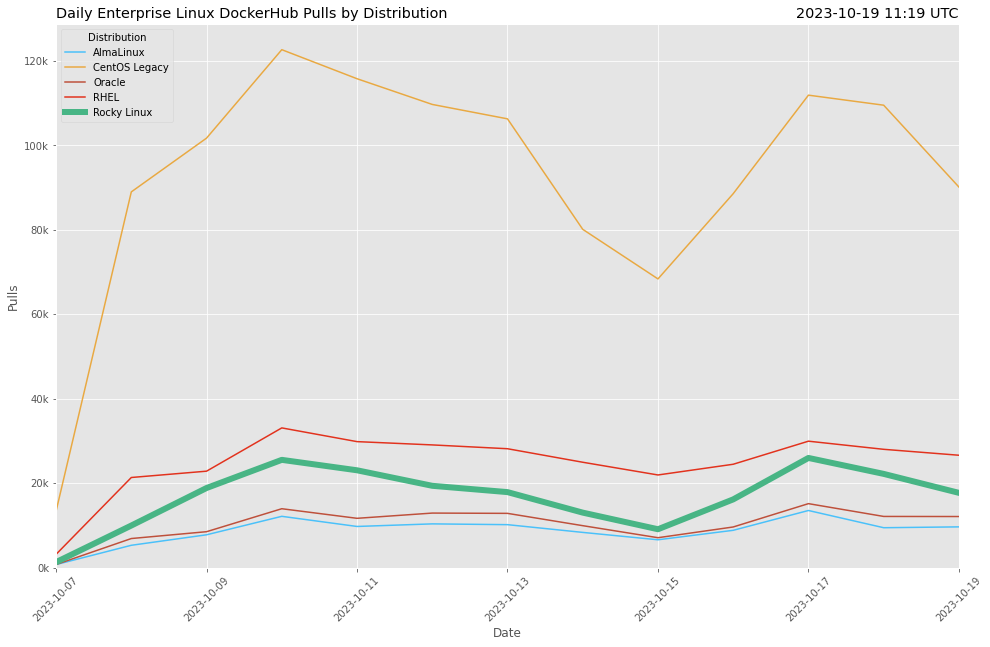 Daily Enterprise Linux DockerHub Pulls by Distribution
2023-10-19 11:19 UTC
Distribution
AlmaLinux
CentOS Legacy
Oracle
RHEL
Rocky Linux
120k
100k
80k
60k
40k
20k
0k
Pulls
2023-10-07
2023-10-09
2023-10-11
2023-10-13
2023-10-15
2023-10-17
2023-10-19
Date